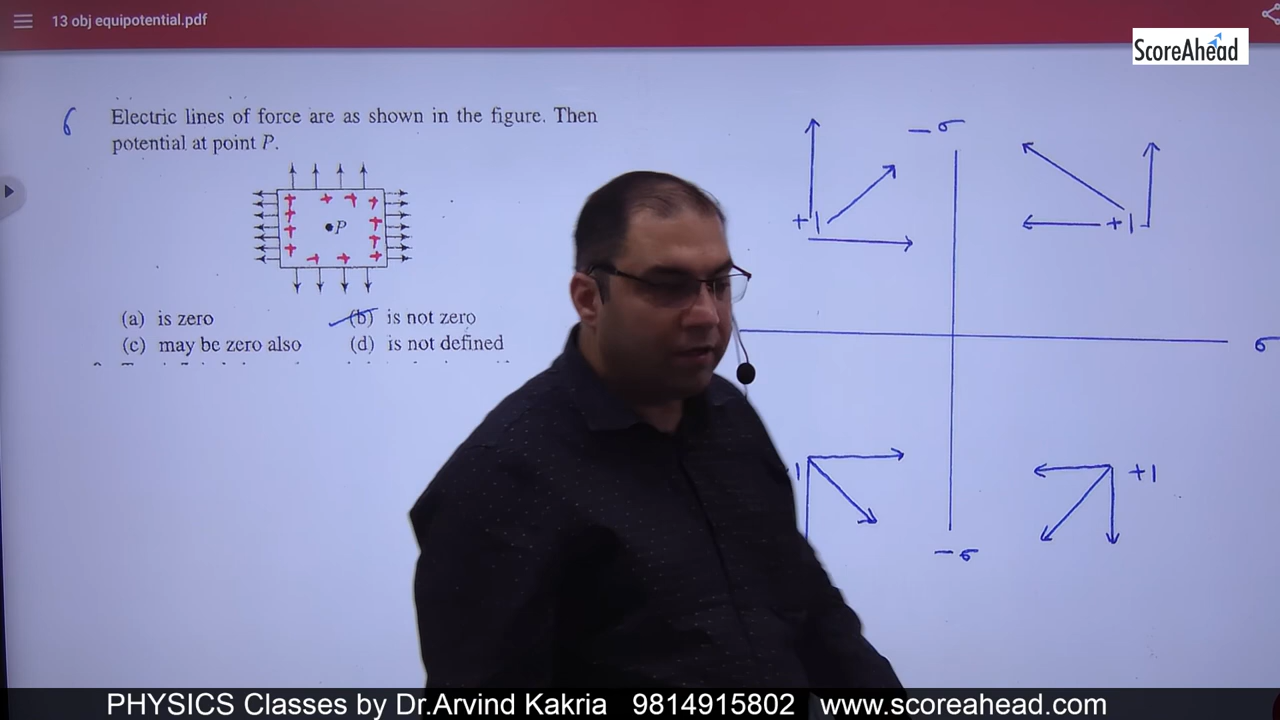 13 obj equipotential.pdf
ScoreAhead
6
Electric lines of force are as shown in the figure. Then
potential at point P.
P
(a) is zero
(b) is not zero
(c) may be zero also
(d) is not defined
-σ
+1
+1
σ
1
+1
-σ
PHYSICS Classes by Dr.Arvind Kakria 9814915802 www.scoreahead.com